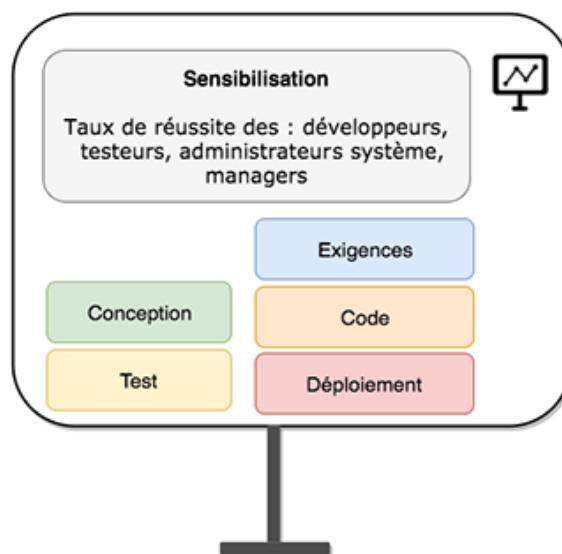 Sensibilisation
Taux de réussite des : développeurs,
testeurs, administrateurs système,
managers
Exigences
Conception
Code
Test
Déploiement